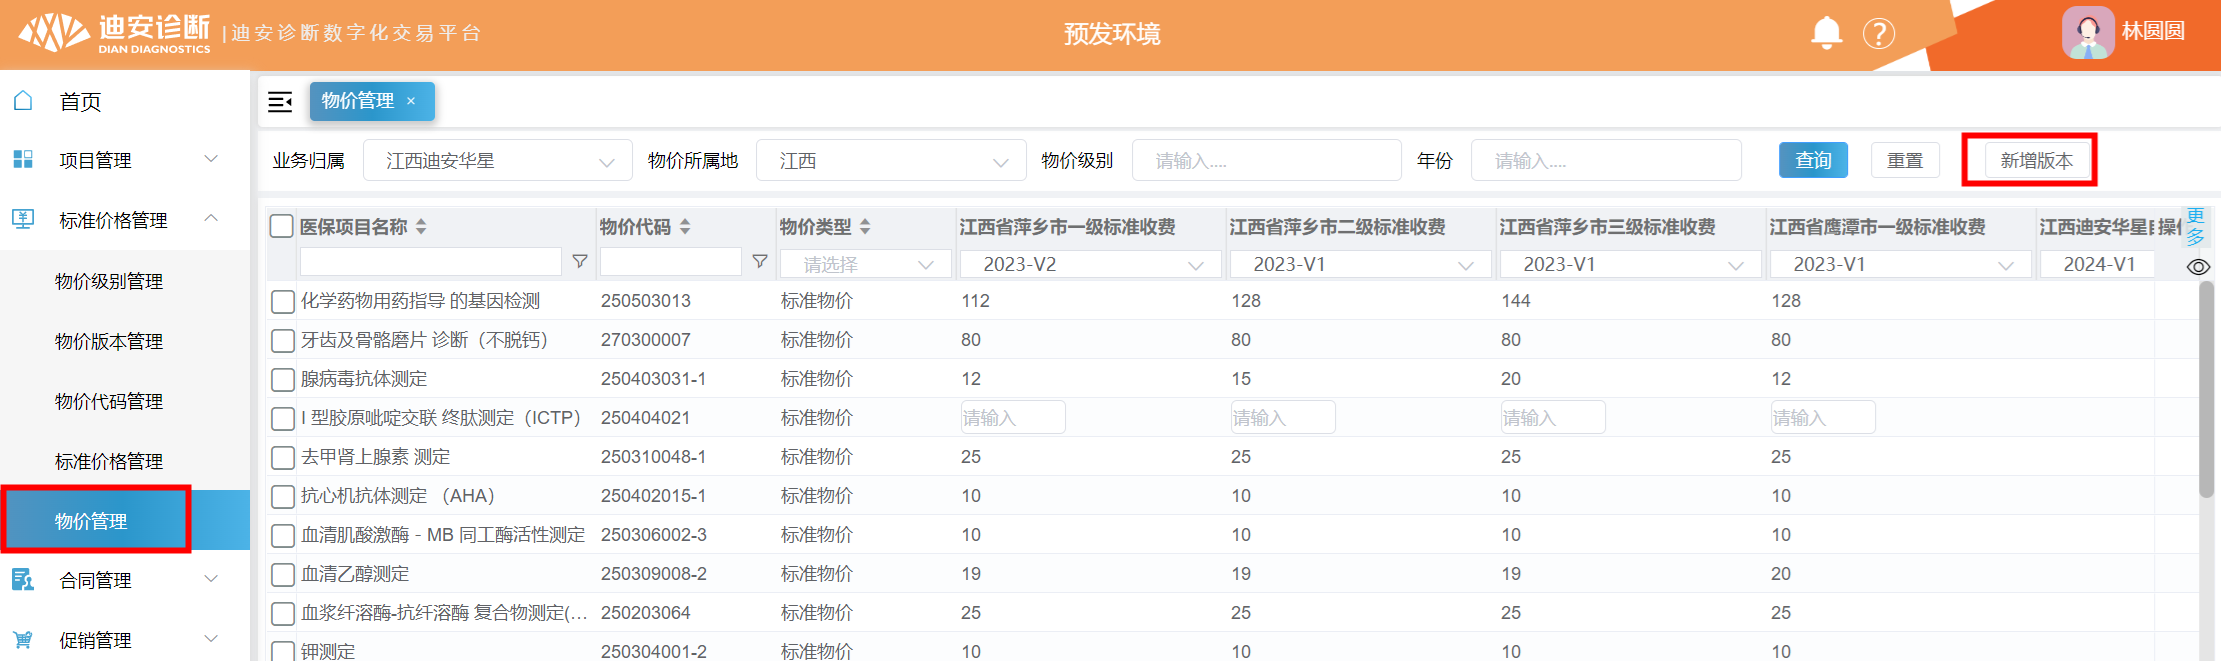 迪安诊断
DIAN DIAGNOSTICS
|迪安诊断数字化交易平台
预发环境
?
林圆圆
首页
项目管理
标准价格管理
物价级别管理
物价版本管理
物价代码管理
标准价格管理
物价管理
合同管理
促销管理
物价管理 ×
业务归属 江西迪安华星 物价所属地 江西 物价级别 请输入.... 年份 请输入.... 查询 重置 新增版本
医保项目名称 物价代码 物价类型 江西省萍乡市一级标准收费 江西省萍乡市二级标准收费 江西省萍乡市三级标准收费 江西省鹰潭市一级标准收费 江西迪安华星 操 更多
请选择 2023-V2 2023-V1 2023-V1 2023-V1 2024-V1
化学药物用药指导 的基因检测 250503013 标准物价 112 128 144 128
牙齿及骨骼磨片 诊断（不脱钙） 270300007 标准物价 80 80 80 80
腺病毒抗体测定 250403031-1 标准物价 12 15 20 12
I 型胶原吡啶交联 终肽测定（ICTP） 250404021 标准物价 请输入 请输入 请输入 请输入
去甲肾上腺素 测定 250310048-1 标准物价 25 25 25 25
抗心机抗体测定 （AHA） 250402015-1 标准物价 10 10 10 10
血清肌酸激酶－MB 同工酶活性测定 250306002-3 标准物价 10 10 10 10
血清乙醇测定 250309008-2 标准物价 19 19 19 20
血浆纤溶酶-抗纤溶酶 复合物测定(... 250203064 标准物价 25 25 25 25
钾测定 250304001-2 标准物价 10 10 10 10